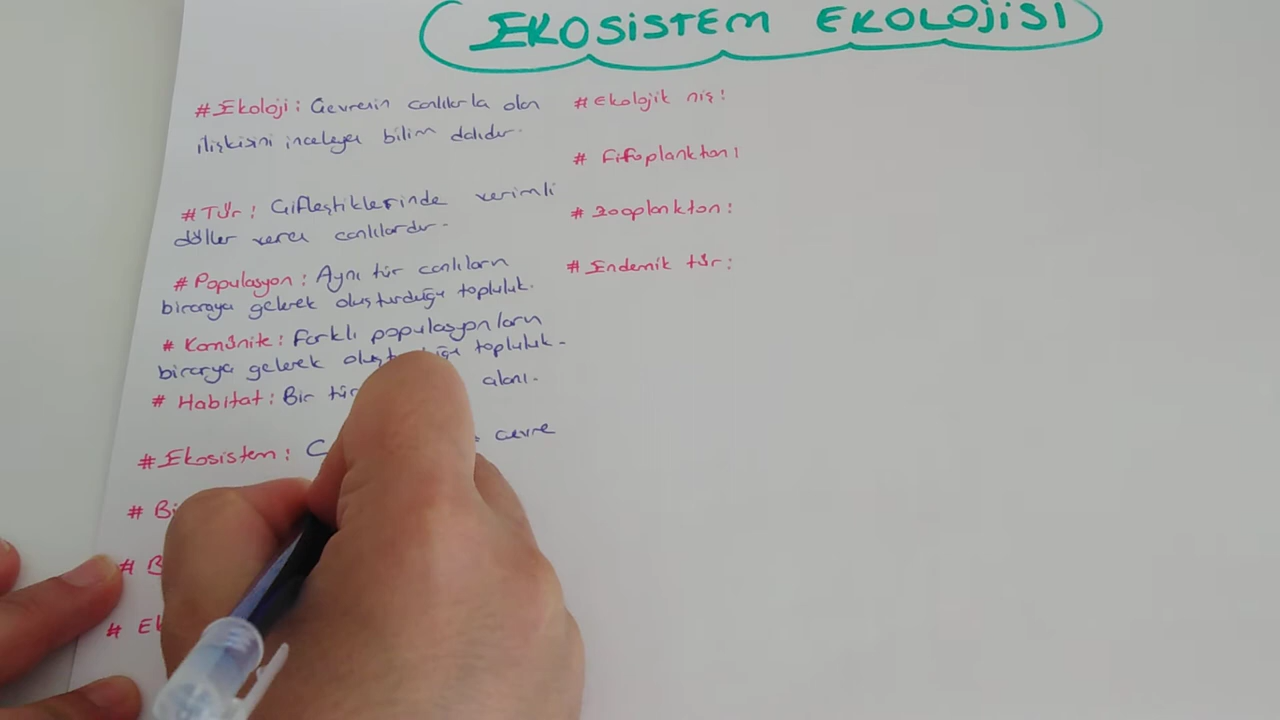 EKOSİSTEM EKOLOJİSİ
# Ekoloji: Çevrenin canlılarla olan
ilişkisini inceleyen bilim dalıdır.
# Tür: Çiftleştiklerinde verimli
döller veren canlılardır.
# Populasyon: Aynı tür canlıların
biraraya gelerek oluşturduğu topluluk.
# Komünite: Farklı populasyonların
birarya gelerek topluluk.
# Habitat: Bir tür alanı.
# Ekosistem: çevre
#
#
#
# Ekolojik niş:
# Fitoplankton:
# Zooplankton:
# Endemik tür: